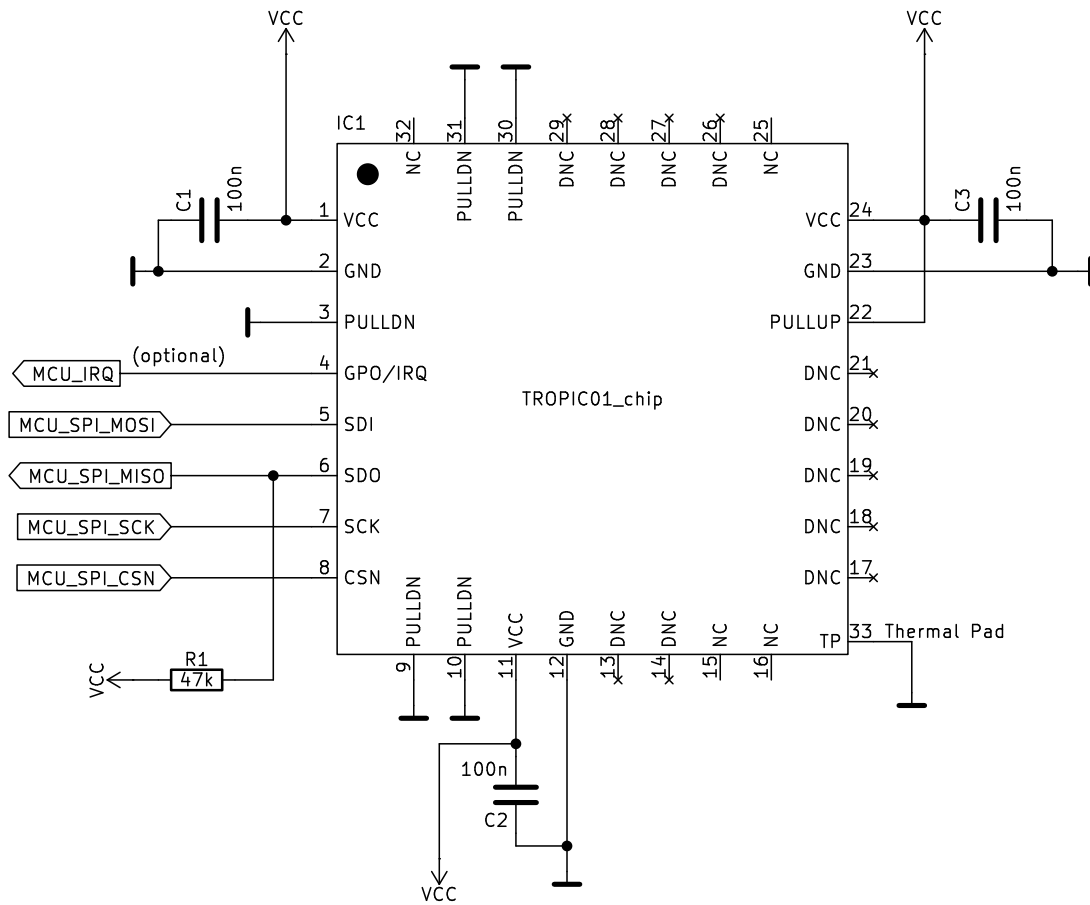 VCC
VCC
IC1
32
31
30
29
28
27
26
25
NC
PULLDN
PULLDN
DNC
DNC
DNC
DNC
NC
C1
100n
C3
100n
1
VCC
VCC
24
2
GND
GND
23
3
PULLDN
PULLUP
22
(optional)
MCU_IRQ
4
GPO/IRQ
DNC
21
TROPIC01_chip
MCU_SPI_MOSI
5
SDI
DNC
20
MCU_SPI_MISO
6
SDO
DNC
19
MCU_SPI_SCK
7
SCK
DNC
18
MCU_SPI_CSN
8
CSN
DNC
17
PULLDN
PULLDN
VCC
GND
DNC
DNC
NC
NC
TP
33
Thermal Pad
9
10
11
12
13
14
15
16
VCC
R1
47k
100n
C2
VCC